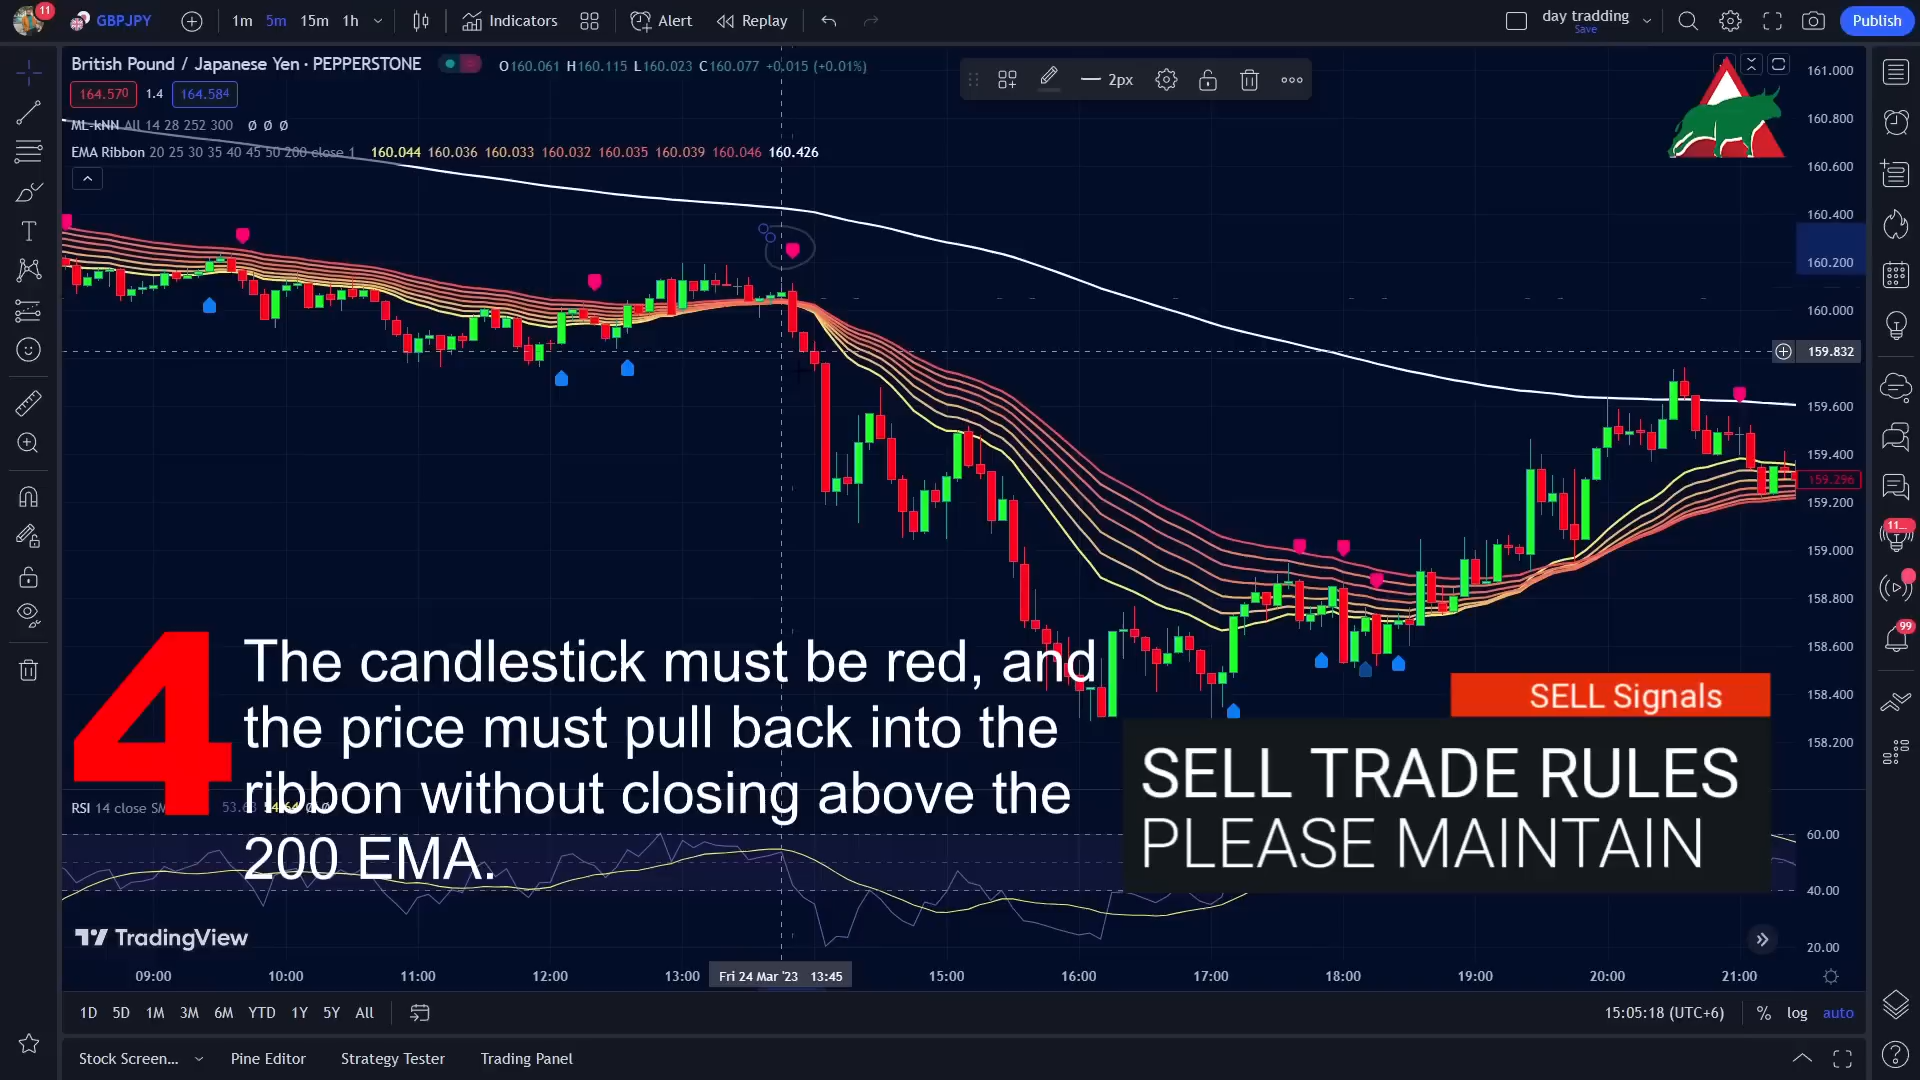 11
GBPJPY
1m 5m 15m 1h
Indicators
Alert
Replay
day tradding
Save
Publish
British Pound / Japanese Yen · PEPPERSTONE
O160.061 H160.115 L160.023 C160.077 +0.015 (+0.01%)
2px
164.570 1.4 164.584
ML-kNN All 14 28 252 300 Ø Ø Ø
EMA Ribbon 20 25 30 35 40 45 50 200 close 1 160.044 160.036 160.033 160.032 160.035 160.039 160.046 160.426
161.000
160.800
160.600
160.400
160.200
160.000
159.832
159.600
159.400
159.296
159.200
159.000
158.800
158.600
158.400
158.200
11...
99
4
The candlestick must be red, and
the price must pull back into the
ribbon without closing above the
200 EMA.
SELL Signals
SELL TRADE RULES
PLEASE MAINTAIN
RSI 14 close
60.00
40.00
20.00
TradingView
09:00 10:00 11:00 12:00 13:00 Fri 24 Mar '23 13:45 15:00 16:00 17:00 18:00 19:00 20:00 21:00
1D 5D 1M 3M 6M YTD 1Y 5Y All
15:05:18 (UTC+6) % log auto
Stock Screen... Pine Editor Strategy Tester Trading Panel